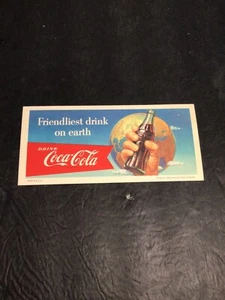 Friendliest drink
on earth
DRINK
Coca-Cola